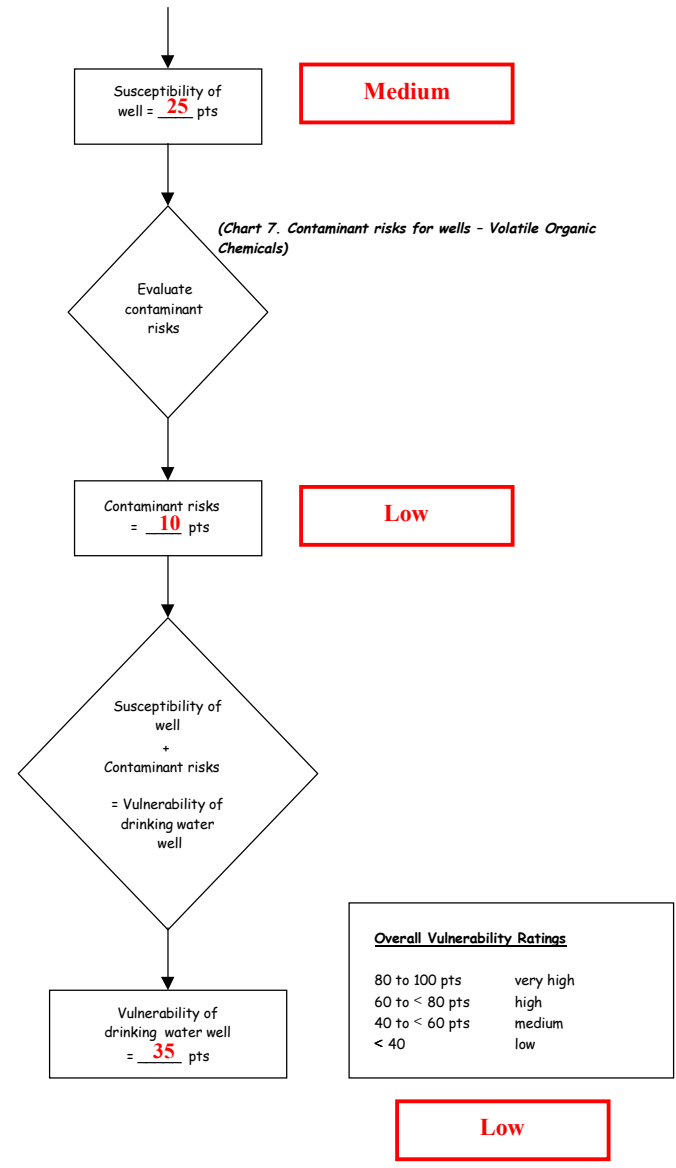 Susceptibility of
well = 25 pts
Medium
(Chart 7. Contaminant risks for wells – Volatile Organic
Chemicals)
Evaluate
contaminant
risks
Contaminant risks
= 10 pts
Low
Susceptibility of
well
+
Contaminant risks
= Vulnerability of
drinking water
well
Overall Vulnerability Ratings
80 to 100 pts very high
60 to < 80 pts high
40 to < 60 pts medium
< 40 low
Vulnerability of
drinking water well
= 35 pts
Low